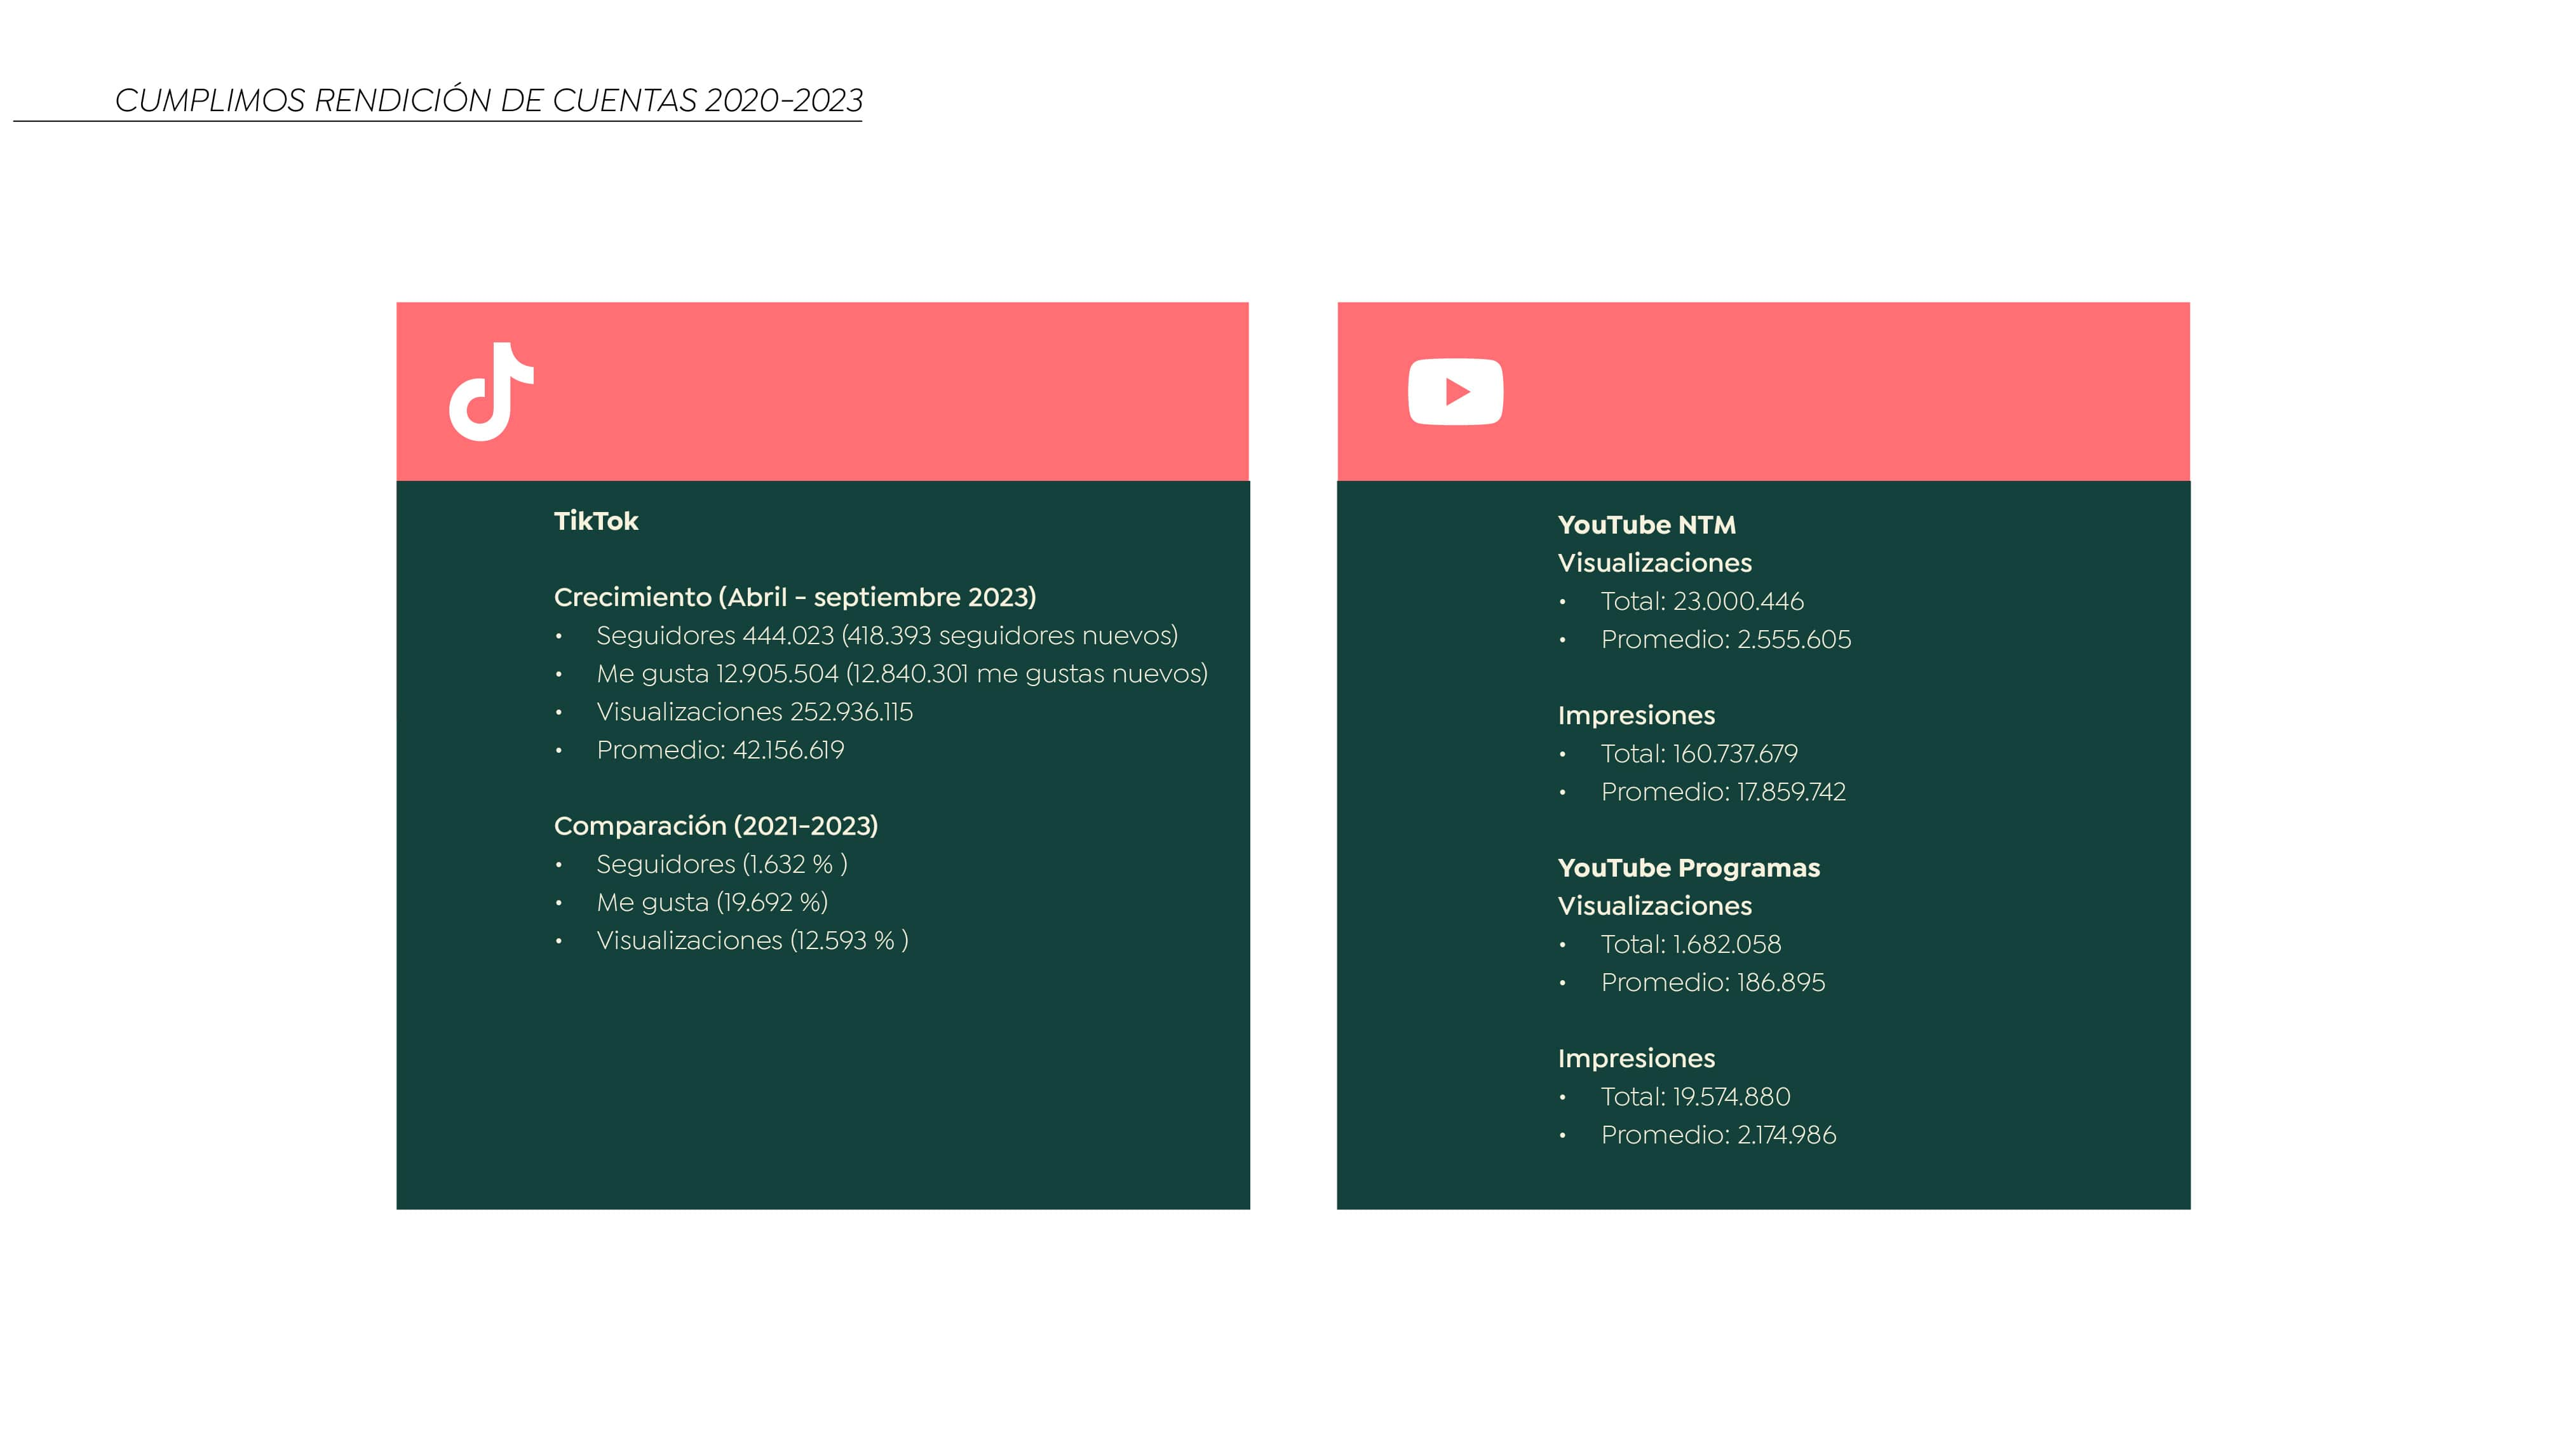 CUMPLIMOS RENDICIÓN DE CUENTAS 2020-2023
TikTok
Crecimiento (Abril - septiembre 2023)
• Seguidores 444.023 (418.393 seguidores nuevos)
• Me gusta 12.905.504 (12.840.301 me gustas nuevos)
• Visualizaciones 252.936.115
• Promedio: 42.156.619
Comparación (2021-2023)
• Seguidores (1.632 % )
• Me gusta (19.692 %)
• Visualizaciones (12.593 % )
YouTube NTM
Visualizaciones
• Total: 23.000.446
• Promedio: 2.555.605
Impresiones
• Total: 160.737.679
• Promedio: 17.859.742
YouTube Programas
Visualizaciones
• Total: 1.682.058
• Promedio: 186.895
Impresiones
• Total: 19.574.880
• Promedio: 2.174.986